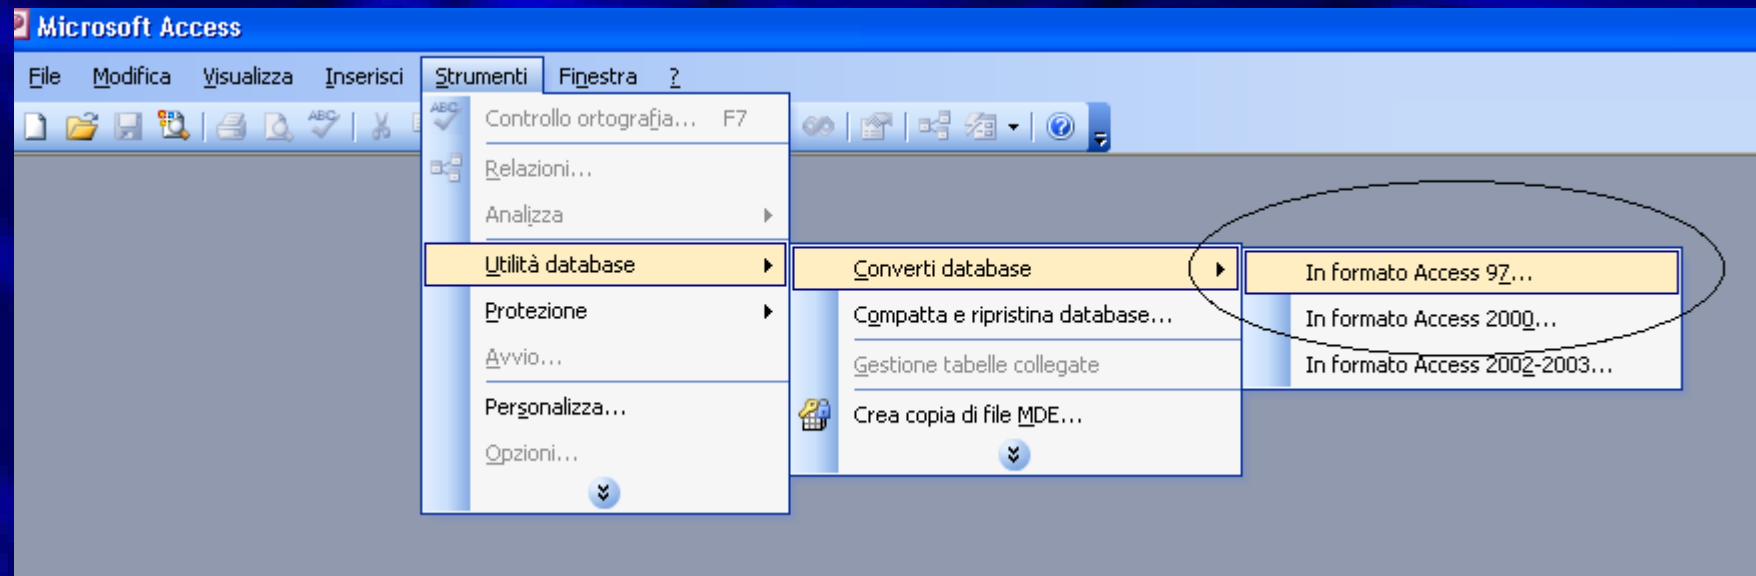 Microsoft Access
File Modifica Visualizza Inserisci Strumenti Finestra ?
ABC
ABC
Controllo ortografia... F7
Relazioni...
Analizza
Utilità database
Protezione
Avvio...
Personalizza...
Opzioni...
Converti database
Compatta e ripristina database...
Gestione tabelle collegate
Crea copia di file MDE...
In formato Access 97...
In formato Access 2000...
In formato Access 2002-2003...